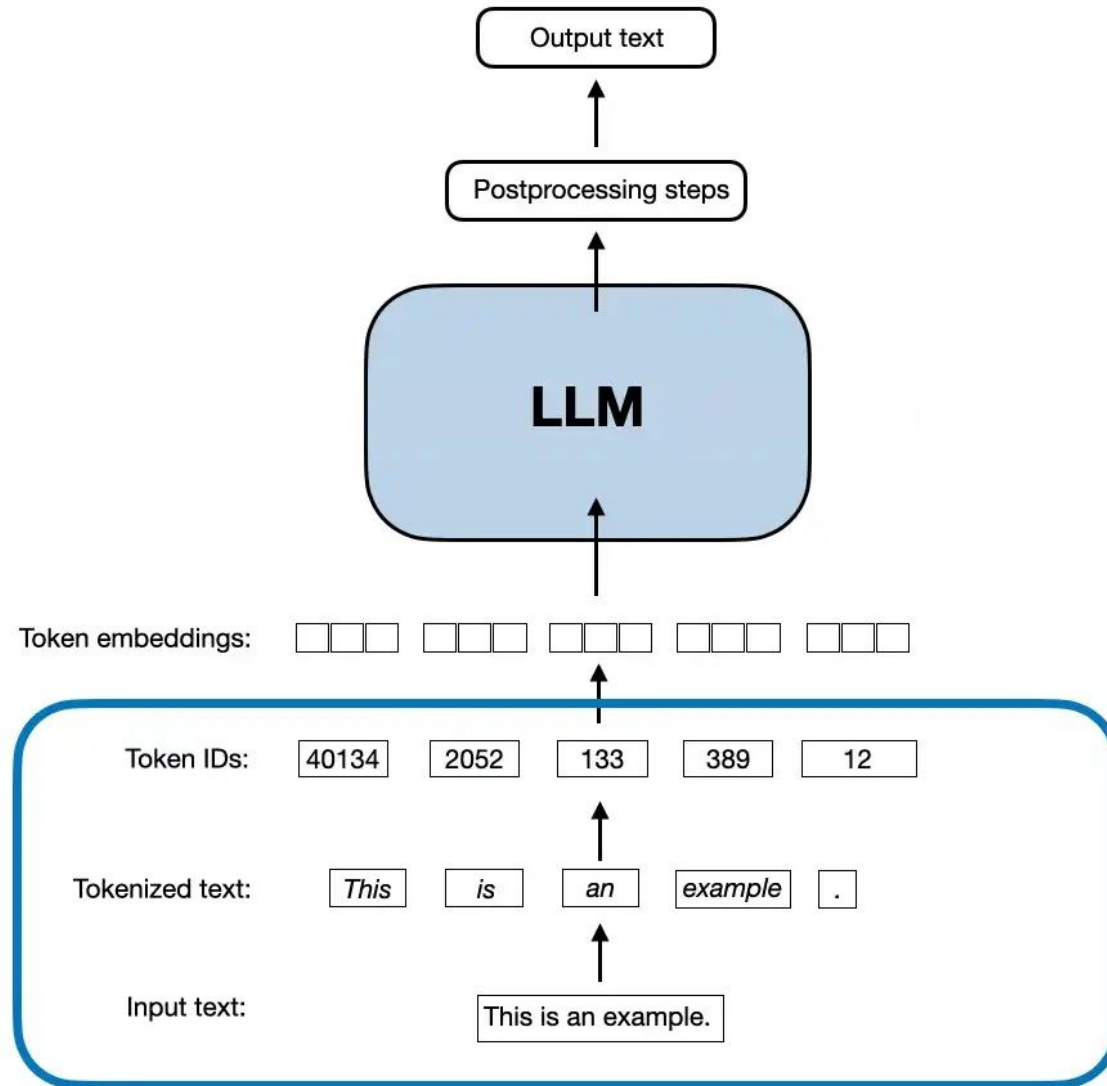 Output text
Postprocessing steps
LLM
Token embeddings:
Token IDs: 40134 2052 133 389 12
Tokenized text: This is an example .
Input text: This is an example.